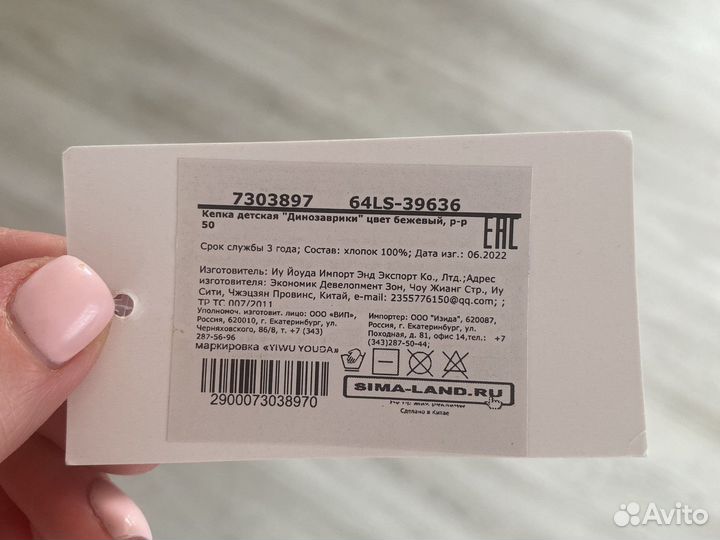 7303897 64LS-39636
Кепка детская "Динозаврики" цвет бежевый, р-р
50
EAC
Срок службы 3 года; Состав: хлопок 100%; Дата изг.: 06.2022
Изготовитель: Иу Йоуда Импорт Энд Экспорт Ко., Лтд.;Адрес
изготовителя: Экономик Девелопмент Зон, Чоу Жианг Стр., Иу
Сити, Чжэцзян Провинс, Китай, e-mail: 2355776150@qq.com; ;
ТР ТС 007/2011
Уполномоч. изготовит. лицо: ООО «ВИП»,
Россия, 620010, г. Екатеринбург, ул.
Черняховского, 86/8, т. +7 (343)
287-56-96
Импортер: ООО "Изида", 620087,
Россия, г. Екатеринбург, ул.
Походная, д. 81, офис 14,тел.: +7
(343)287-50-44;
маркировка «YIWU YOUDA»
SIMA-LAND.RU
2900073038970
Сделано в Китае
Avito